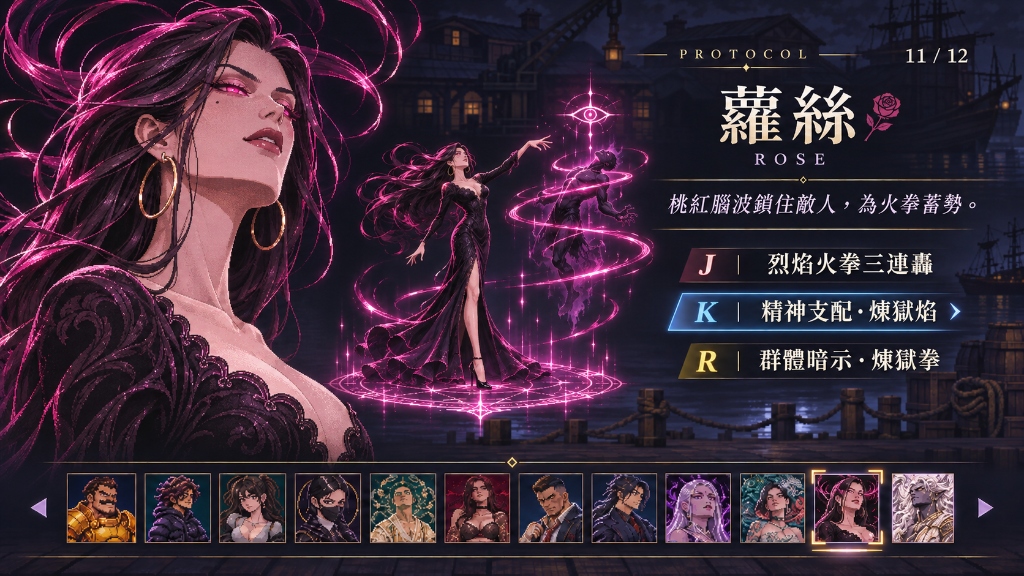 PROTOCOL
11 / 12
蘿絲
ROSE
桃紅腦波鎖住敵人，為火拳蓄勢。
J | 烈焰火拳三連轟
K | 精神支配·煉獄焰
R | 群體暗示·煉獄拳